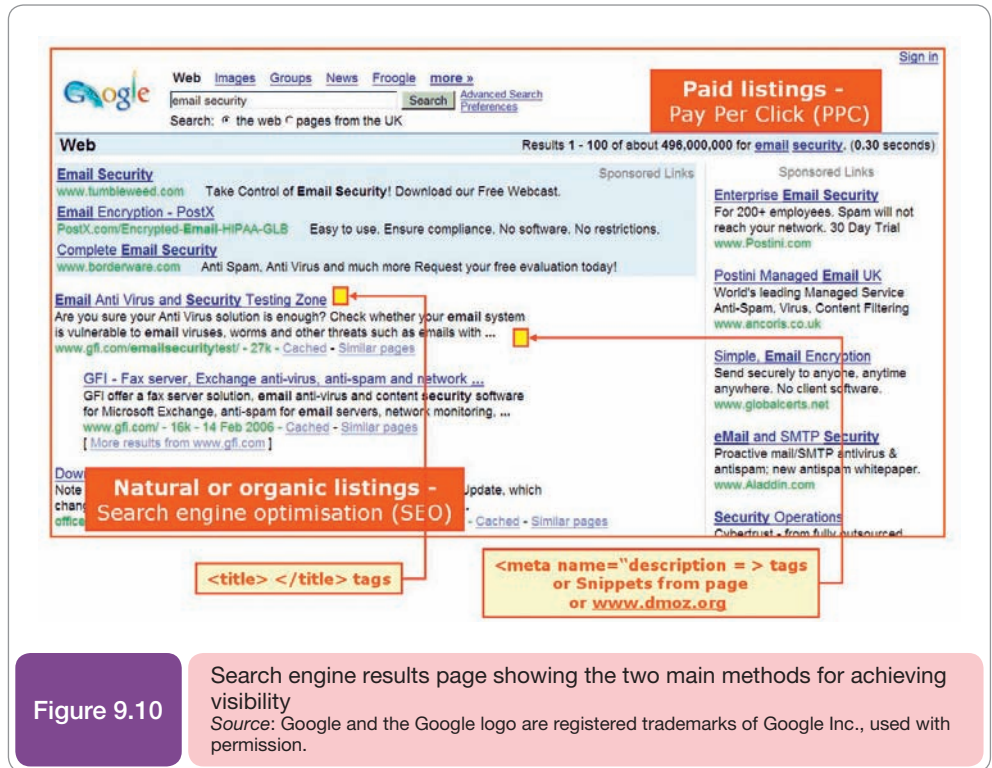 Sign in
Google
Web Images Groups News Froogle more »
email security Search Advanced Search
Preferences
Search: the web pages from the UK
Paid listings -
Pay Per Click (PPC)
Web Results 1 - 100 of about 496,000,000 for email security. (0.30 seconds)
Email Security Sponsored Links
www.tumbleweed.com Take Control of Email Security! Download our Free Webcast.
Email Encryption - PostX
PostX.com/Encrypted-Email-HIPAA-GLB Easy to use. Ensure compliance. No software. No restrictions.
Complete Email Security
www.borderware.com Anti Spam, Anti Virus and much more Request your free evaluation today!
Email Anti Virus and Security Testing Zone
Are you sure your Anti Virus solution is enough? Check whether your email system
is vulnerable to email viruses, worms and other threats such as emails with ...
www.gfi.com/emailsecuritytest/ - 27k - Cached - Similar pages
GFI - Fax server, Exchange anti-virus, anti-spam and network ...
GFI offer a fax server solution, email anti-virus and content security software
for Microsoft Exchange, anti-spam for email servers, network monitoring, ...
www.gfi.com/ - 16k - 14 Feb 2006 - Cached - Similar pages
[ More results from www.gfi.com ]
Note Update, which
- Cached - Similar pages
Natural or organic listings -
Search engine optimisation (SEO)
Sponsored Links
Enterprise Email Security
For 200+ employees. Spam will not
reach your network. 30 Day Trial
www.Postini.com
Postini Managed Email UK
World's leading Managed Service
Anti-Spam, Virus, Content Filtering
www.ancoris.co.uk
Simple, Email Encryption
Send securely to anyone, anytime
anywhere. No client software.
www.globalcerts.net
eMail and SMTP Security
Proactive mail/SMTP antivirus &
antispam; new antispam whitepaper.
www.Aladdin.com
Security Operations
Cybertrust - from fully outsourced
<title> </title> tags
<meta name="description = > tags
or Snippets from page
or www.dmoz.org
Figure 9.10
Search engine results page showing the two main methods for achieving
visibility
Source: Google and the Google logo are registered trademarks of Google Inc., used with
permission.